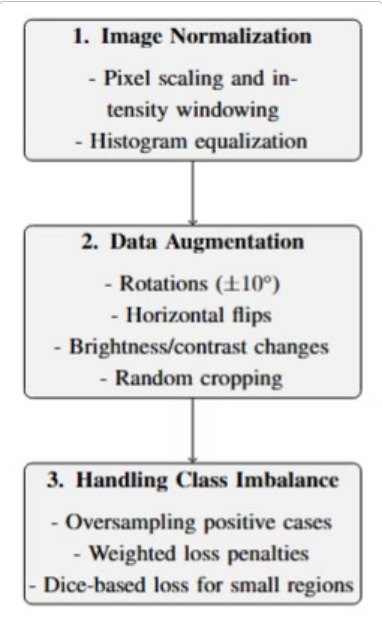 1. Image Normalization
- Pixel scaling and in-
tensity windowing
- Histogram equalization
2. Data Augmentation
- Rotations (±10°)
- Horizontal flips
- Brightness/contrast changes
- Random cropping
3. Handling Class Imbalance
- Oversampling positive cases
- Weighted loss penalties
- Dice-based loss for small regions